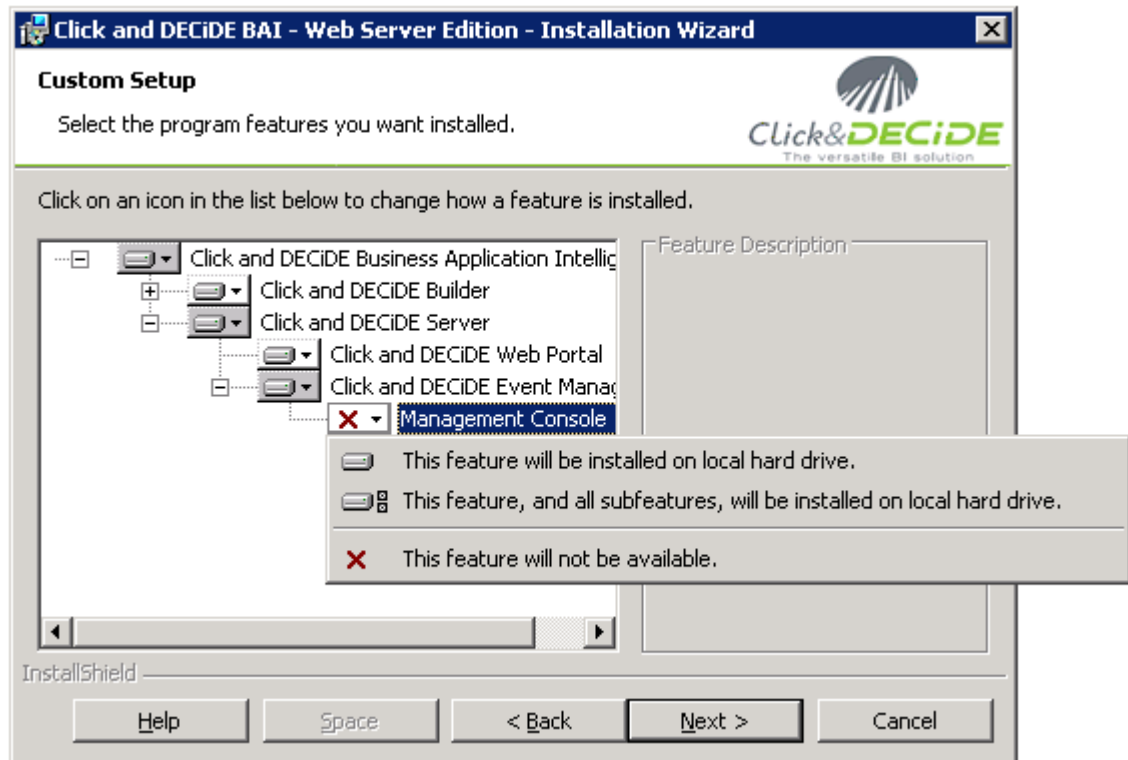 Click and DECiDE BAI - Web Server Edition - Installation Wizard
Custom Setup
Select the program features you want installed.
Click&DECiDE
The versatile BI solution
Click on an icon in the list below to change how a feature is installed.
Feature Description
Click and DECiDE Business Application Intellig
Click and DECiDE Builder
Click and DECiDE Server
Click and DECiDE Web Portal
Click and DECiDE Event Manag
Management Console
This feature will be installed on local hard drive.
This feature, and all subfeatures, will be installed on local hard drive.
This feature will not be available.
InstallShield
Help
Space
< Back
Next >
Cancel